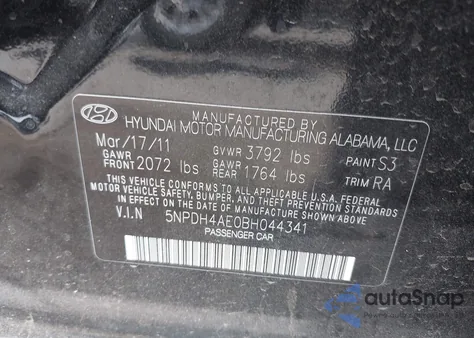 MANUFACTURED BY
HYUNDAI MOTOR MANUFACTURING ALABAMA, LLC
Mar/17/11 GVWR 3792 lbs PAINT S3
GAWR FRONT 2072 lbs GAWR REAR 1764 lbs TRIM RA
THIS VEHICLE CONFORMS TO ALL APPLICABLE U.S.A. FEDERAL
MOTOR VEHICLE SAFETY, BUMPER, AND THEFT PREVENTION STANDARDS
IN EFFECT ON THE DATE OF MANUFACTURE SHOWN ABOVE.
V.I.N 5NPDH4AE0BH044341
PASSENGER CAR
autoSnap